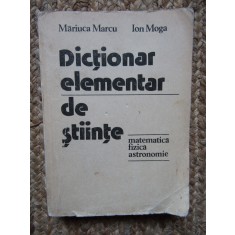 Măriuca Marcu Ion Moga
Dicționar
elementar
de
științe
matematică
fizică
astronomie